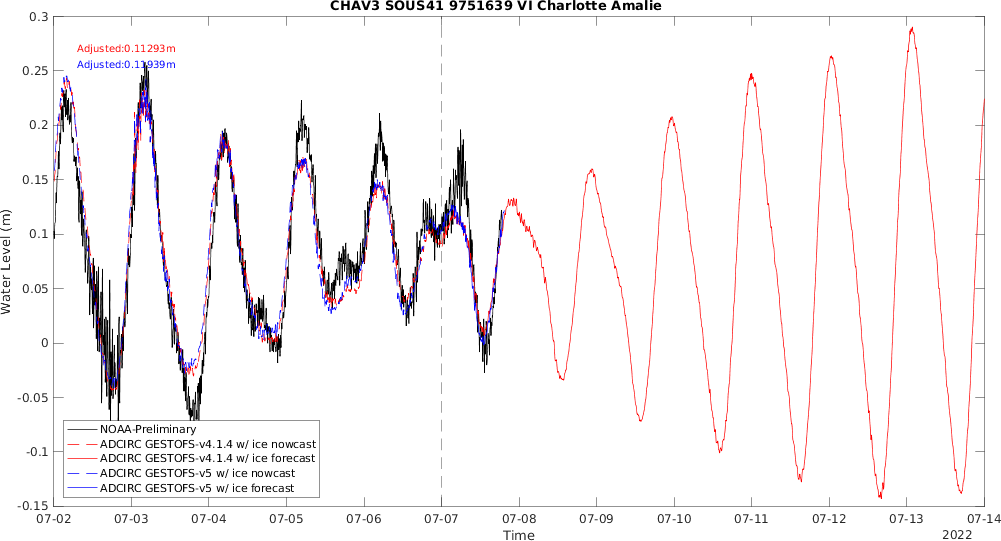 CHAV3 SOUS41 9751639 VI Charlotte Amalie
0.3
0.25
0.2
0.15
0.1
0.05
0
-0.05
-0.1
-0.15
Water Level (m)
Adjusted:0.11293m
Adjusted:0.11939m
NOAA-Preliminary
ADCIRC GESTOFS-v4.1.4 w/ ice nowcast
ADCIRC GESTOFS-v4.1.4 w/ ice forecast
ADCIRC GESTOFS-v5 w/ ice nowcast
ADCIRC GESTOFS-v5 w/ ice forecast
07-02 07-03 07-04 07-05 07-06 07-07 07-08 07-09 07-10 07-11 07-12 07-13 07-14
Time
2022